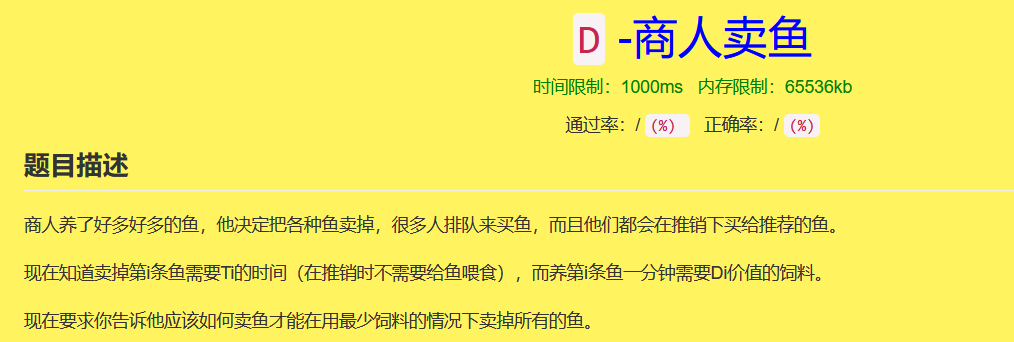 D -商人卖鱼
时间限制：1000ms 内存限制：65536kb
通过率：/ (%) 正确率：/ (%)
题目描述
商人养了好多好多的鱼，他决定把各种鱼卖掉，很多人排队来买鱼，而且他们都会在推销下买给推荐的鱼。
现在知道卖掉第i条鱼需要Ti的时间（在推销时不需要给鱼喂食），而养第i条鱼一分钟需要Di价值的饲料。
现在要求你告诉他应该如何卖鱼才能在用最少饲料的情况下卖掉所有的鱼。